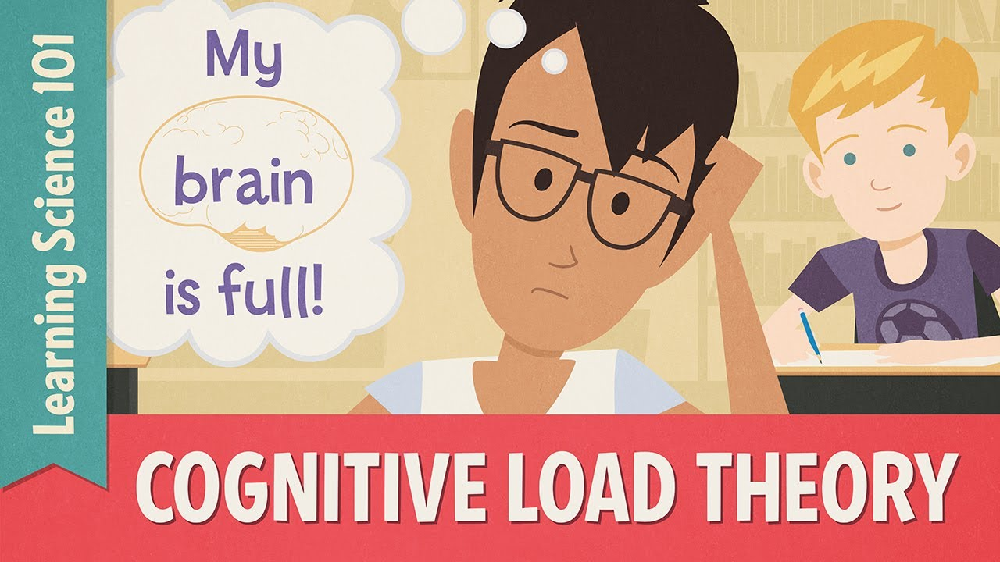 Learning Science 101
My
brain
is full!
COGNITIVE LOAD THEORY